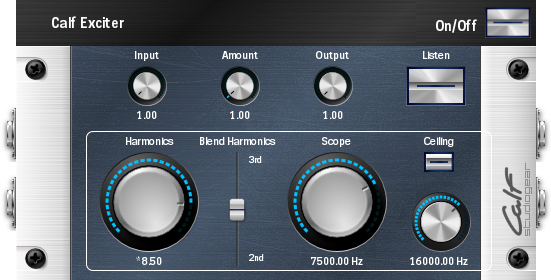 Calf Exciter
On/Off
Input Amount Output Listen
1.00 1.00 1.00
Harmonics Blend Harmonics Scope Ceiling
3rd
2nd
*8.50 7500.00 Hz 16000.00 Hz
Calf
studiogear